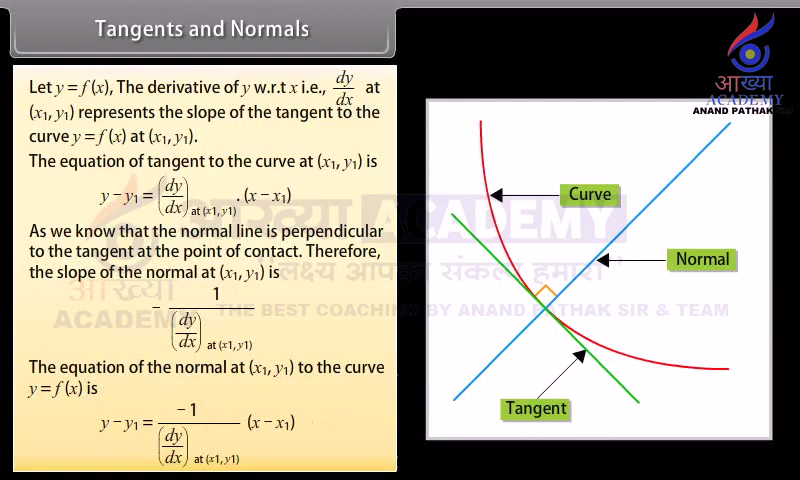 Tangents and Normals
आख्या
ACADEMY
ANAND PATHAK
Let y = f (x), The derivative of y w.r.t x i.e., dy/dx at
(x1, y1) represents the slope of the tangent to the
curve y = f (x) at (x1, y1).
The equation of tangent to the curve at (x1, y1) is
y – y1 = (dy/dx) at (x1, y1) . (x – x1)
As we know that the normal line is perpendicular
to the tangent at the point of contact. Therefore,
the slope of the normal at (x1, y1) is
– 1/(dy/dx) at (x1, y1)
The equation of the normal at (x1, y1) to the curve
y = f (x) is
y – y1 = –1/(dy/dx) at (x1, y1) (x – x1)
Curve
Normal
Tangent
आख्या ACADEMY
"लक्ष्य आपका संकल्प हमारा"
THE BEST COACHING BY ANAND PATHAK SIR & TEAM
आख्या
ACADEMY